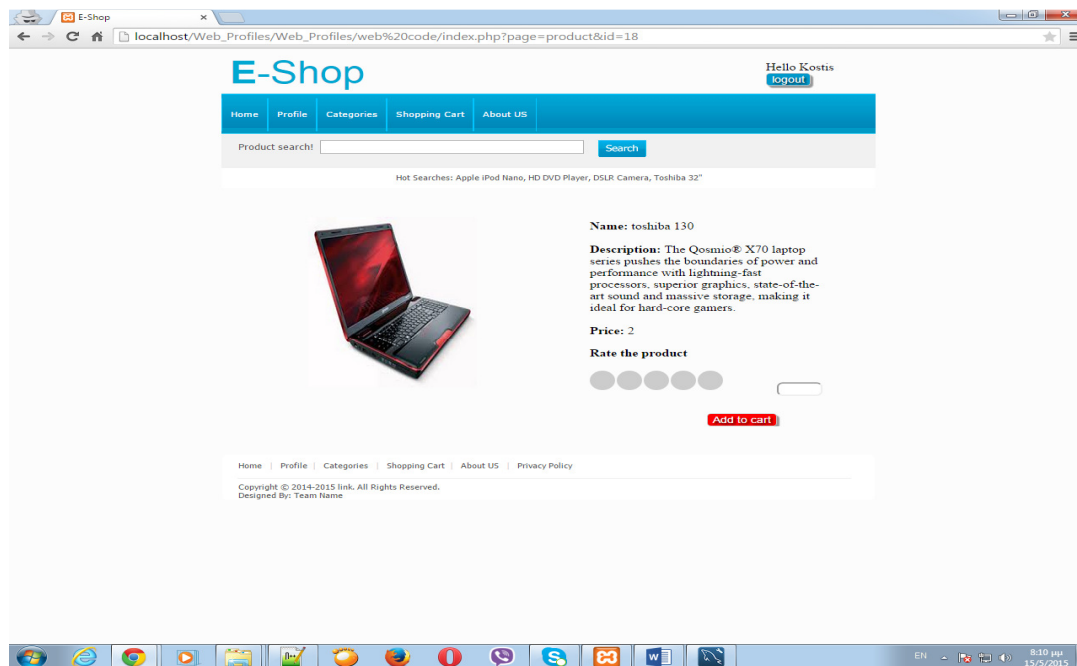 E-Shop
localhost/Web_Profiles/Web_Profiles/web%20code/index.php?page=product&id=18
E-Shop
Hello Kostis
logout
Home Profile Categories Shopping Cart About US
Product search! Search
Hot Searches: Apple iPod Nano, HD DVD Player, DSLR Camera, Toshiba 32"
Name: toshiba 130
Description: The Qosmio® X70 laptop
series pushes the boundaries of power and
performance with lightning-fast
processors, superior graphics, state-of-the-
art sound and massive storage, making it
ideal for hard-core gamers.
Price: 2
Rate the product
Add to cart
Home | Profile | Categories | Shopping Cart | About US | Privacy Policy
Copyright © 2014-2015 link. All Rights Reserved.
Designed By: Team Name
EN
8:10 μμ
15/5/2015